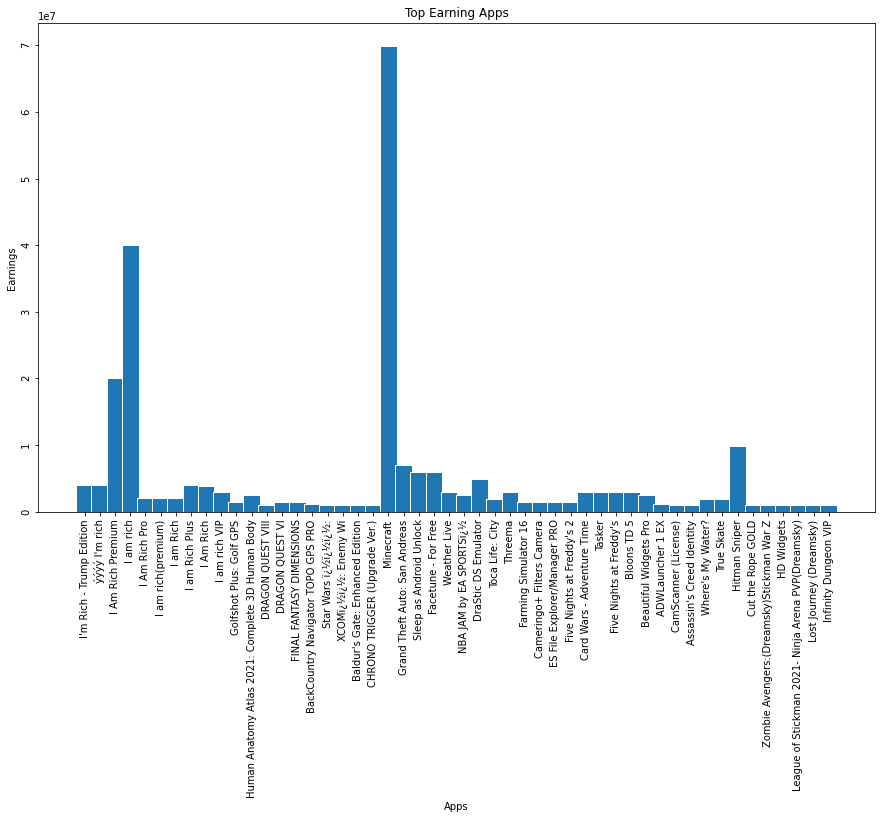 Top Earning Apps
1e7
7
6
5
4
3
2
1
0
Earnings
I'm Rich - Trump Edition
ýýýý I'm rich
I Am Rich Premium
I am rich
I Am Rich Pro
I am rich(premium)
I am Rich
I am Rich Plus
I Am Rich
I am rich VIP
Golfshot Plus: Golf GPS
Human Anatomy Atlas 2021: Complete 3D Human Body
DRAGON QUEST VIII
DRAGON QUEST VI
FINAL FANTASY DIMENSIONS
BackCountry Navigator TOPO GPS PRO
Star Wars ï¿½ï¿½ï¿½:
XCOMï¿½ï¿½: Enemy Wi
Baldur's Gate: Enhanced Edition
CHRONO TRIGGER (Upgrade Ver.)
Minecraft
Grand Theft Auto: San Andreas
Sleep as Android Unlock
Facetune - For Free
Weather Live
NBA JAM by EA SPORTSï¿½
DraStic DS Emulator
Toca Life: City
Threema
Farming Simulator 16
Cameringo+ Filters Camera
ES File Explorer/Manager PRO
Five Nights at Freddy's 2
Card Wars - Adventure Time
Tasker
Five Nights at Freddy's
Bloons TD 5
Beautiful Widgets Pro
ADWLauncher 1 EX
CamScanner (License)
Assassin's Creed Identity
Where's My Water?
True Skate
Hitman Sniper
Cut the Rope GOLD
Zombie Avengers:(Dreamsky)Stickman War Z
HD Widgets
League of Stickman 2021- Ninja Arena PVP(Dreamsky)
Lost Journey (Dreamsky)
Infinity Dungeon VIP
Apps